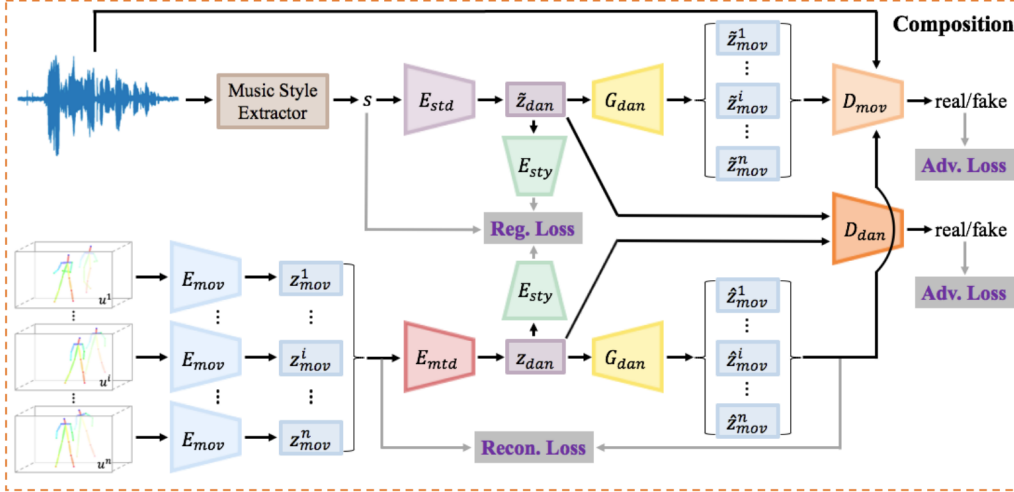 Composition
Music Style
Extractor
s
E_std
z̃_dan
G_dan
z̃^1_mov
⋮
z̃^i_mov
⋮
z̃^n_mov
D_mov
real/fake
Adv. Loss
E_sty
Reg. Loss
D_dan
real/fake
Adv. Loss
E_sty
u^1
E_mov
z^1_mov
⋮
⋮
⋮
u^i
E_mov
z^i_mov
⋮
⋮
⋮
u^n
E_mov
z^n_mov
E_mtd
z_dan
G_dan
ẑ^1_mov
⋮
ẑ^i_mov
⋮
ẑ^n_mov
Recon. Loss